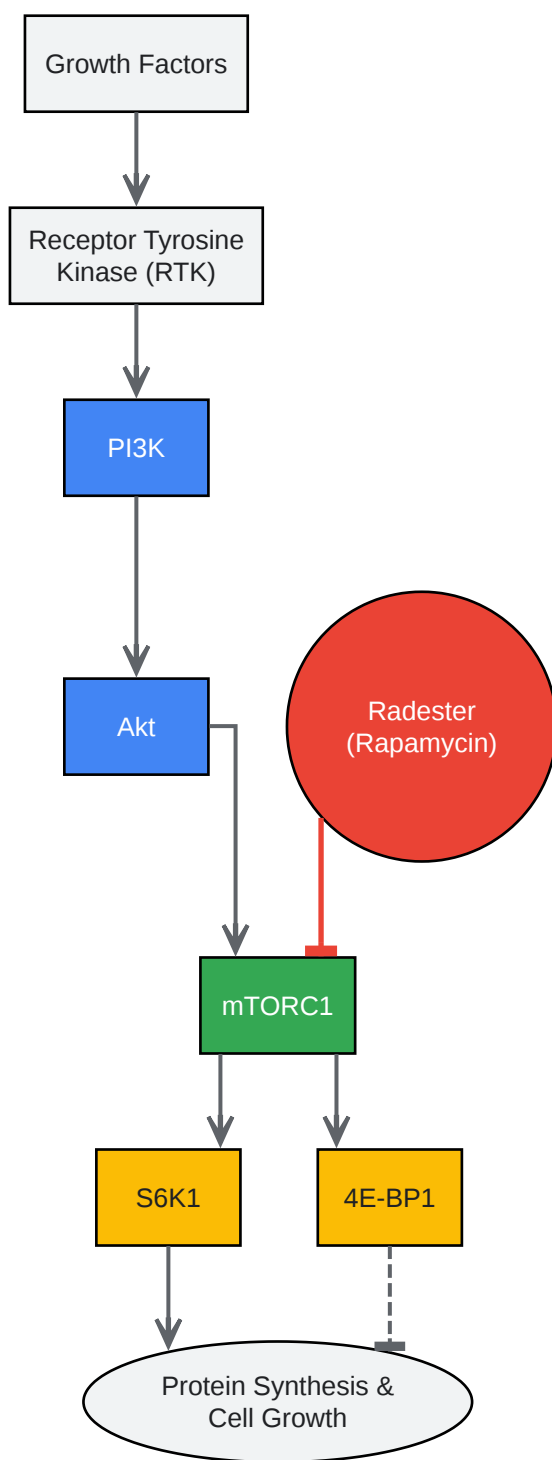 Growth Factors
Receptor Tyrosine
Kinase (RTK)
PI3K
Akt
Radester
(Rapamycin)
mTORC1
S6K1
4E-BP1
Protein Synthesis &
Cell Growth